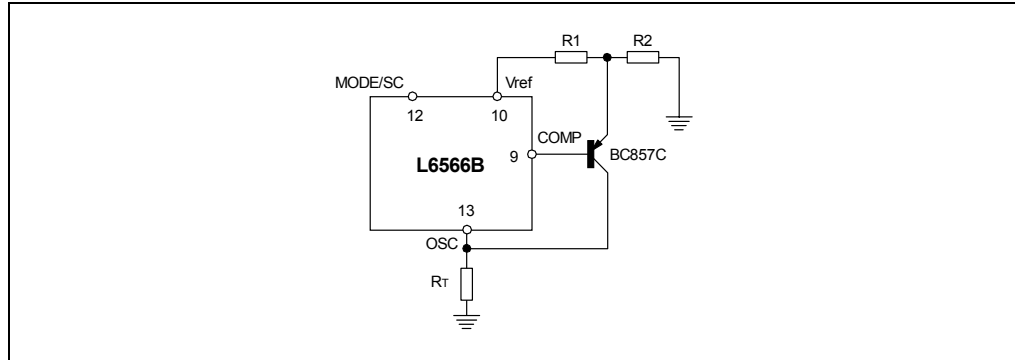 R1
R2
MODE/SC
Vref
12
10
COMP
9
BC857C
L6566B
13
OSC
RT